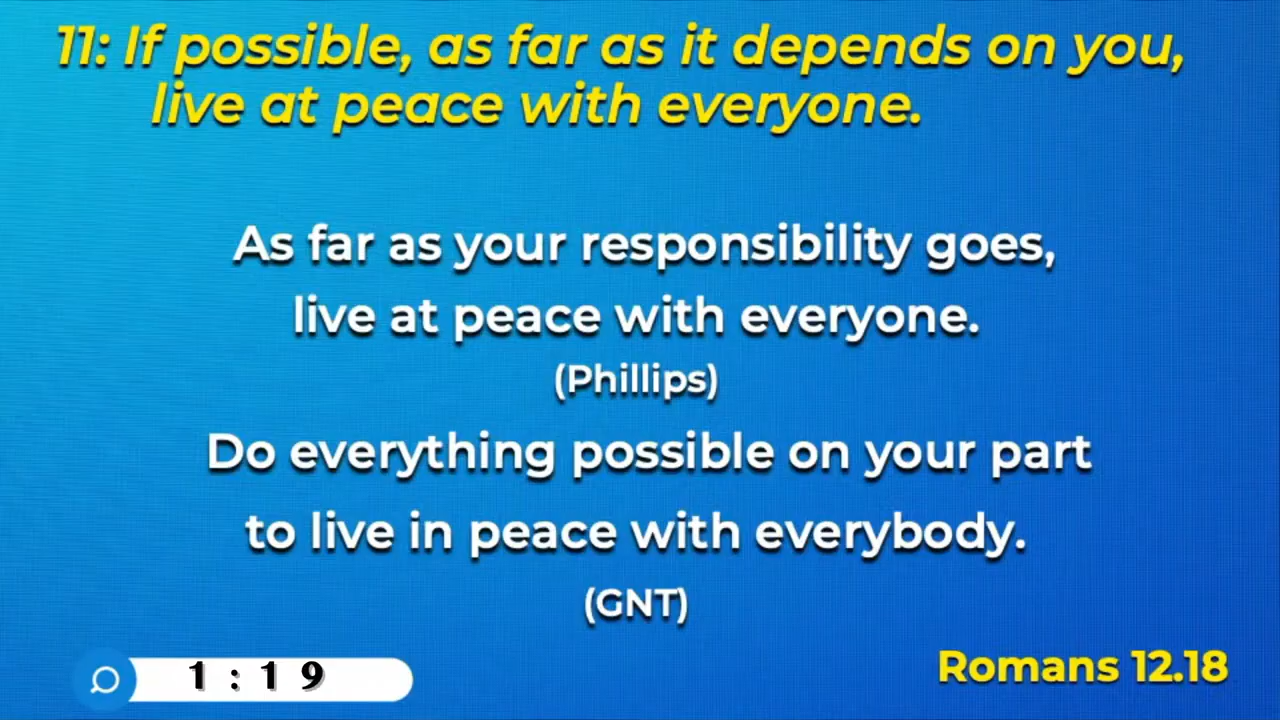 11: If possible, as far as it depends on you,
live at peace with everyone.
As far as your responsibility goes,
live at peace with everyone.
(Phillips)
Do everything possible on your part
to live in peace with everybody.
(GNT)
1:19
Romans 12.18